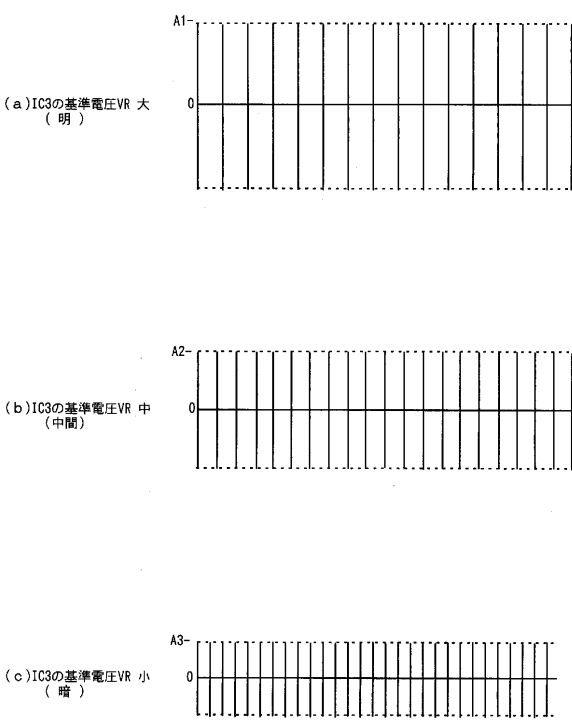 A1-
(a)IC3の基準電圧VR 大
(明)
0
A2-
(b)IC3の基準電圧VR 中
(中間)
0
A3-
(c)IC3の基準電圧VR 小
(暗)
0